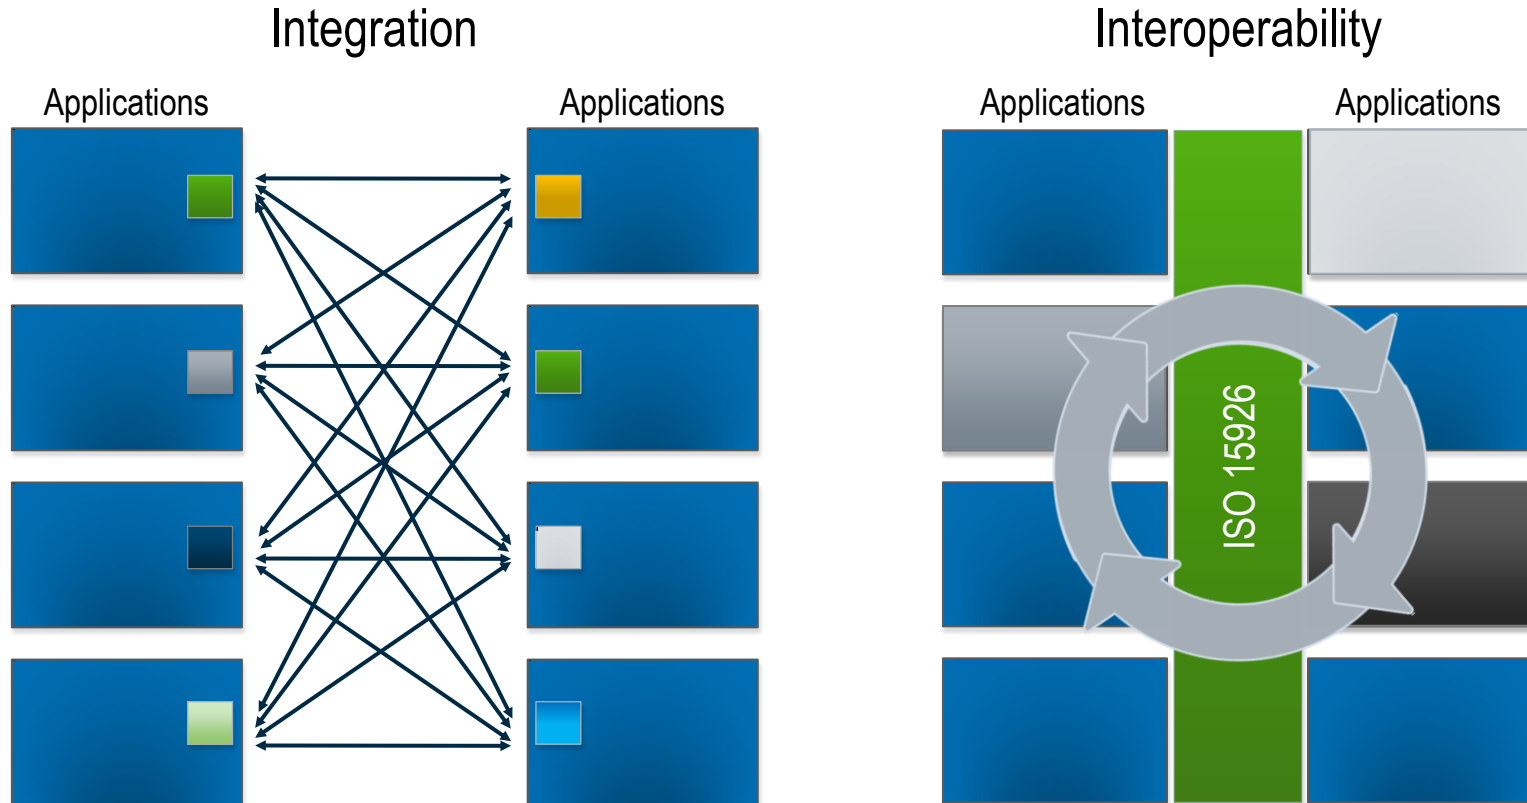 Integration
Interoperability
Applications
Applications
Applications
Applications
ISO 15926